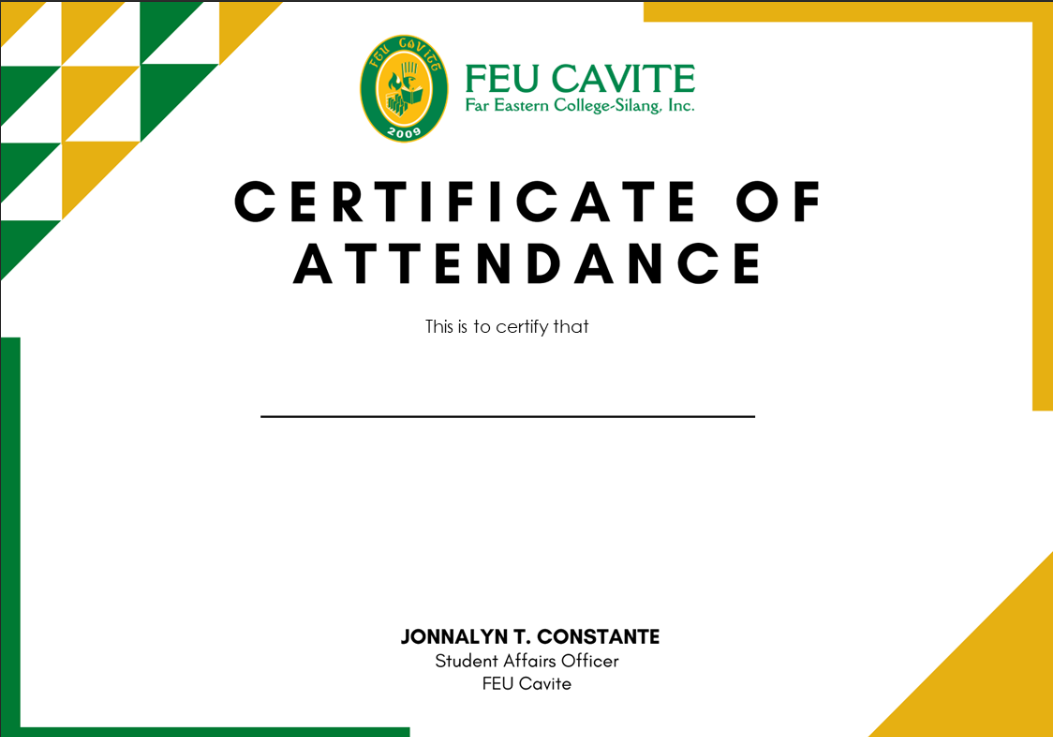 FEU CAVITE
2009
FEU CAVITE
Far Eastern College-Silang, Inc.
CERTIFICATE OF
ATTENDANCE
This is to certify that
JONNALYN T. CONSTANTE
Student Affairs Officer
FEU Cavite